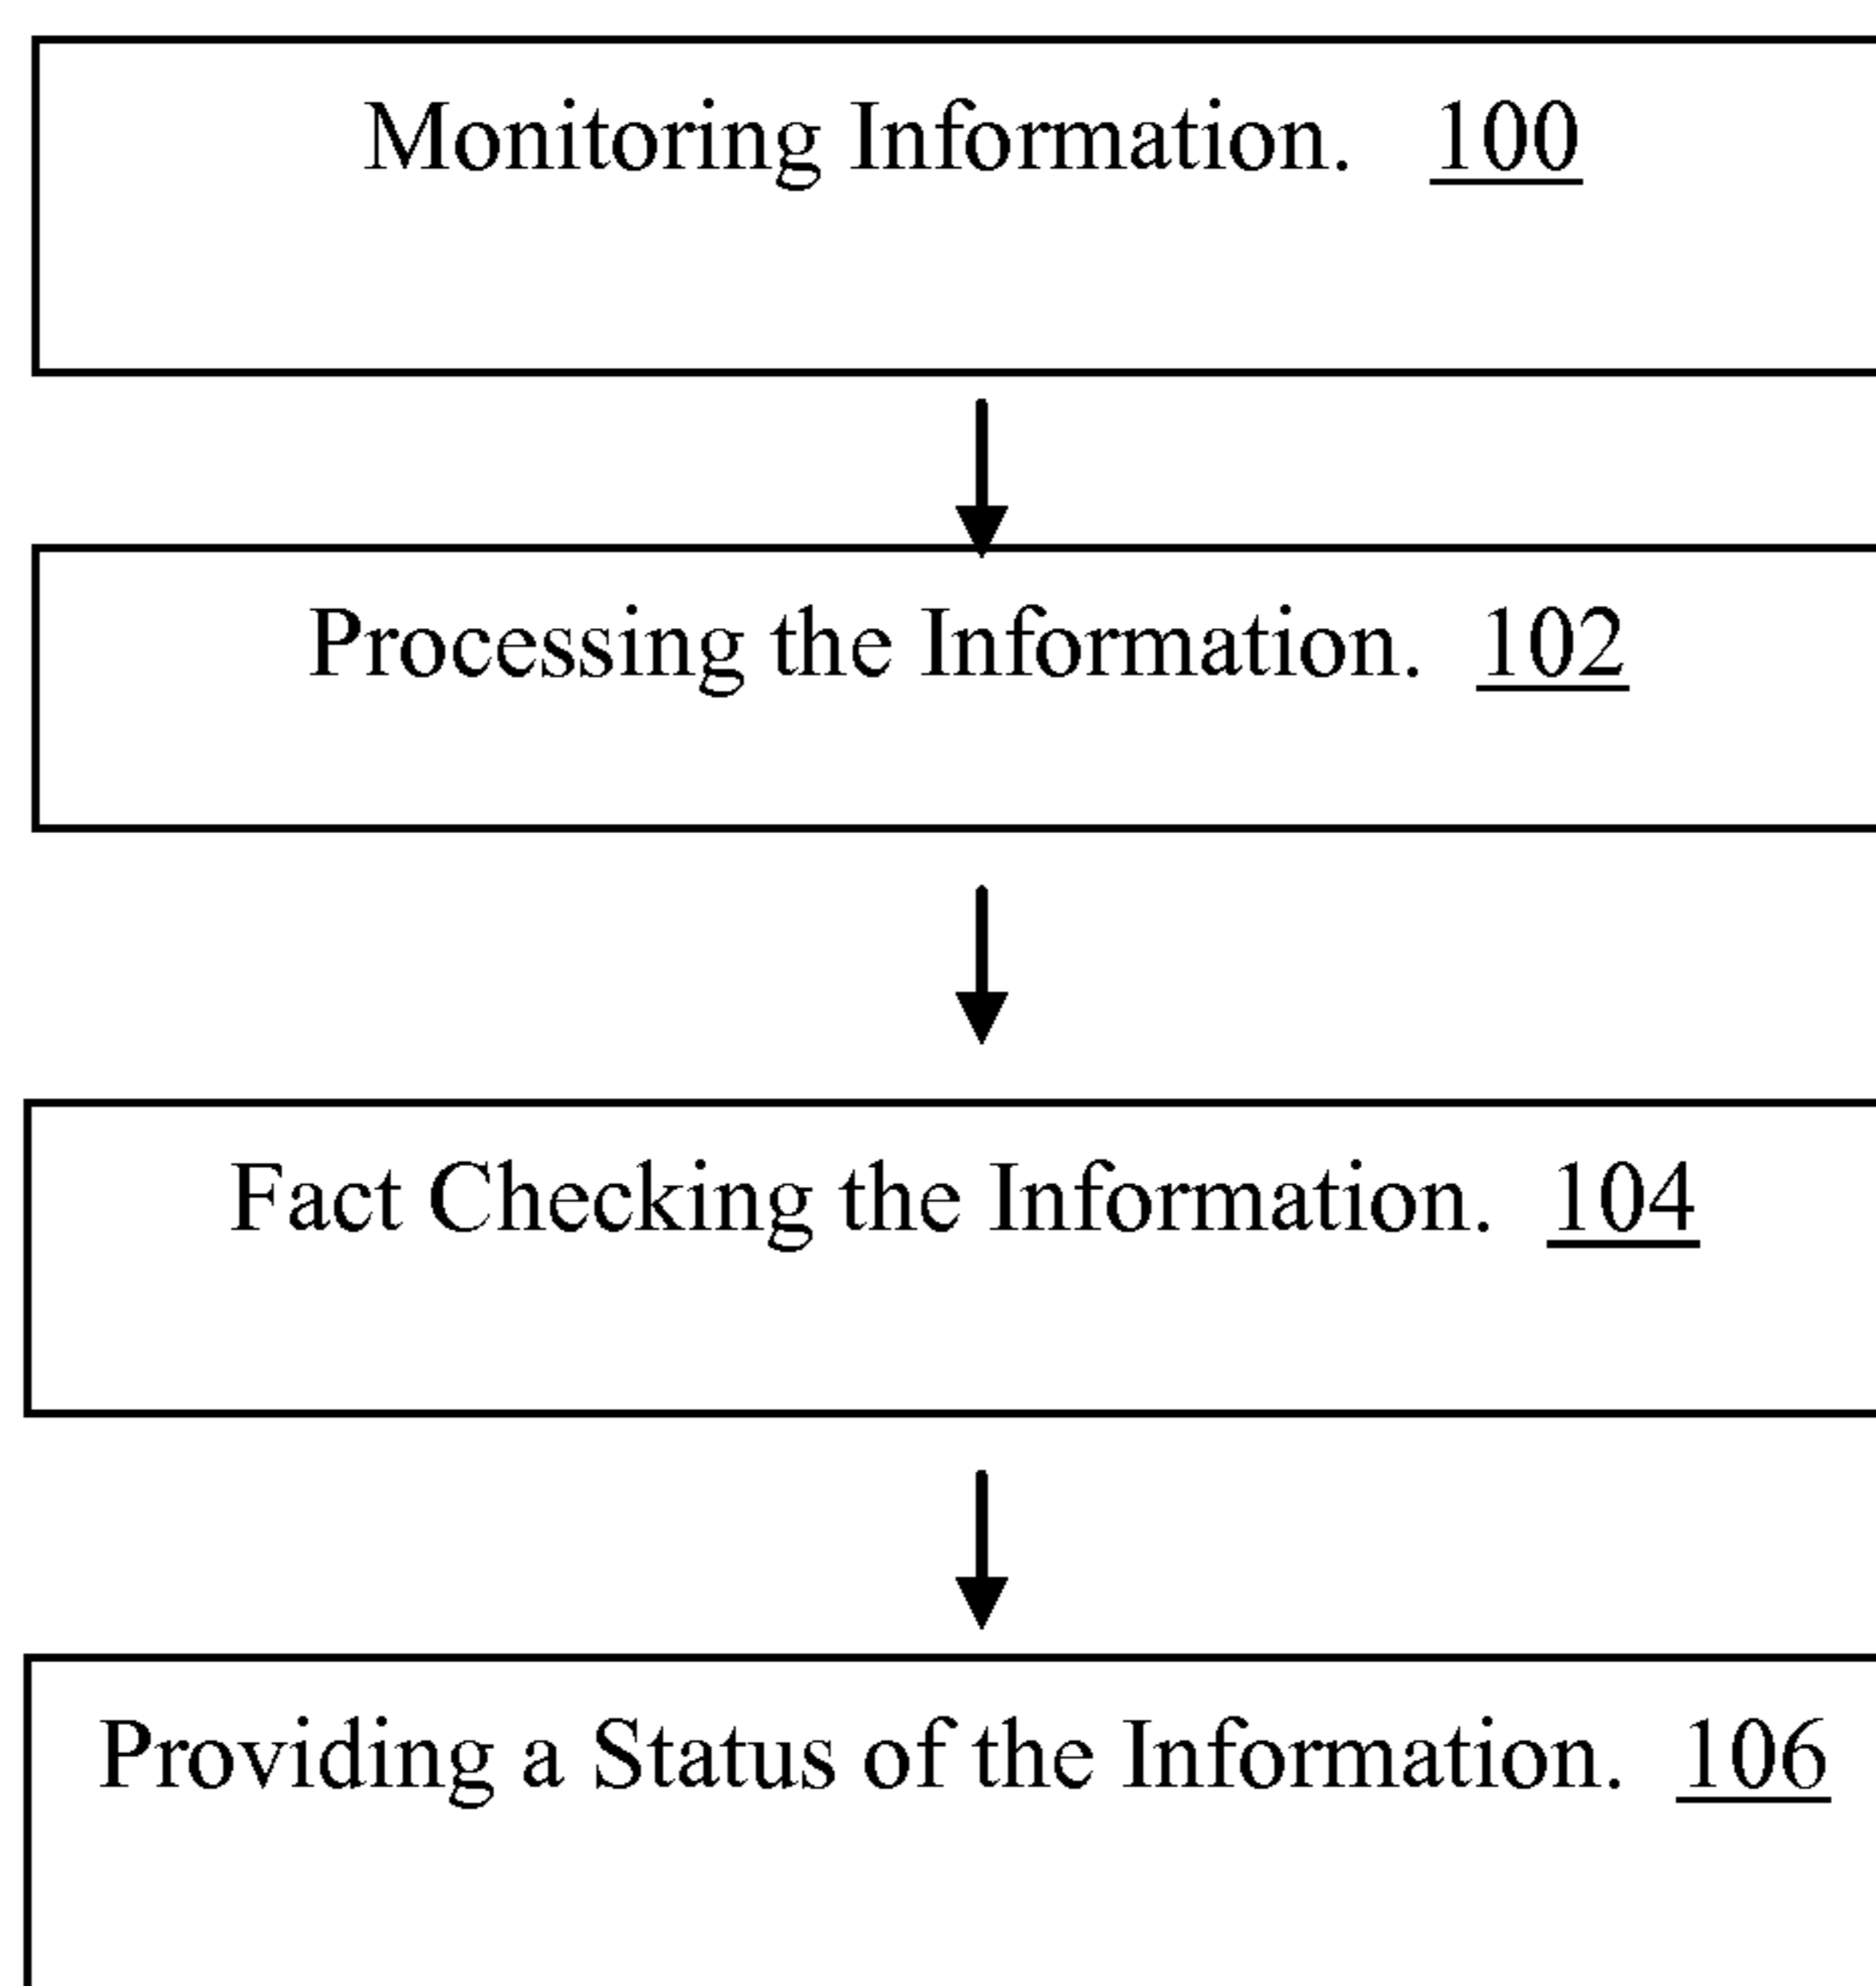 Monitoring Information. 100
Processing the Information. 102
Fact Checking the Information. 104
Providing a Status of the Information. 106